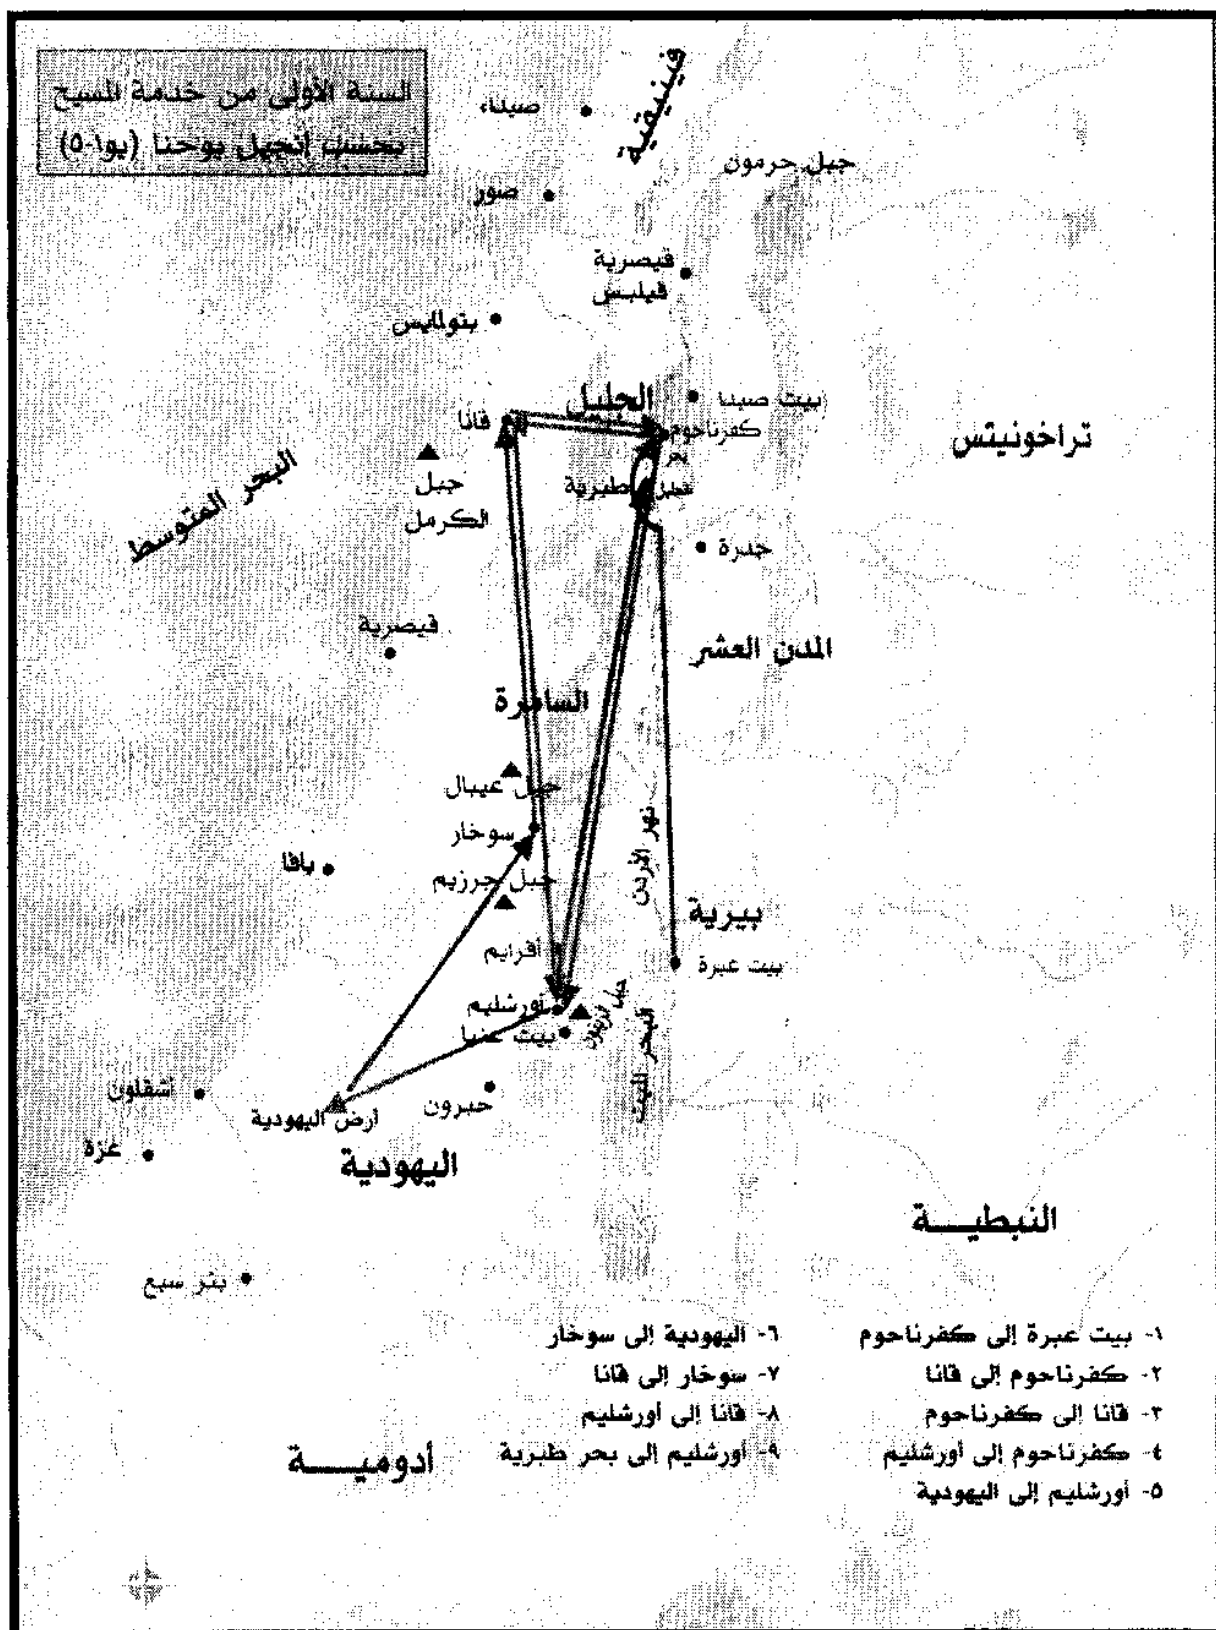 السنة الأولى من خدمة المسيح
بحسب إنجيل يوحنا (يو١-٥)
فينيقية
صيداء
جبل حرمون
صور
قيصرية
فيلبس
بتولمايس
الجليل
بيت صيدا
قانا
كفرناحوم
تراخونيتس
بحر
الجليل
طبرية
جبل
الكرمل
البحر المتوسط
جدرة
قيصرية
المدن العشر
السامرة
جبل عيبال
سوخار
نهر الأردن
يافا
جبل جرزيم
بيرية
أفرايم
بيت عبرة
أورشليم
جبل الزيتون
بيت عنيا
البحر الميت
أشقلون
حبرون
أرض اليهودية
غزة
اليهودية
النبطيـــة
بئر سبع
١- بيت عبرة إلى كفرناحوم
٢- كفرناحوم إلى قانا
٣- قانا إلى كفرناحوم
٤- كفرناحوم إلى أورشليم
٥- أورشليم إلى اليهودية
٦- اليهودية إلى سوخار
٧- سوخار إلى قانا
٨- قانا إلى أورشليم
٩- أورشليم إلى بحر طبرية
أدوميـــة